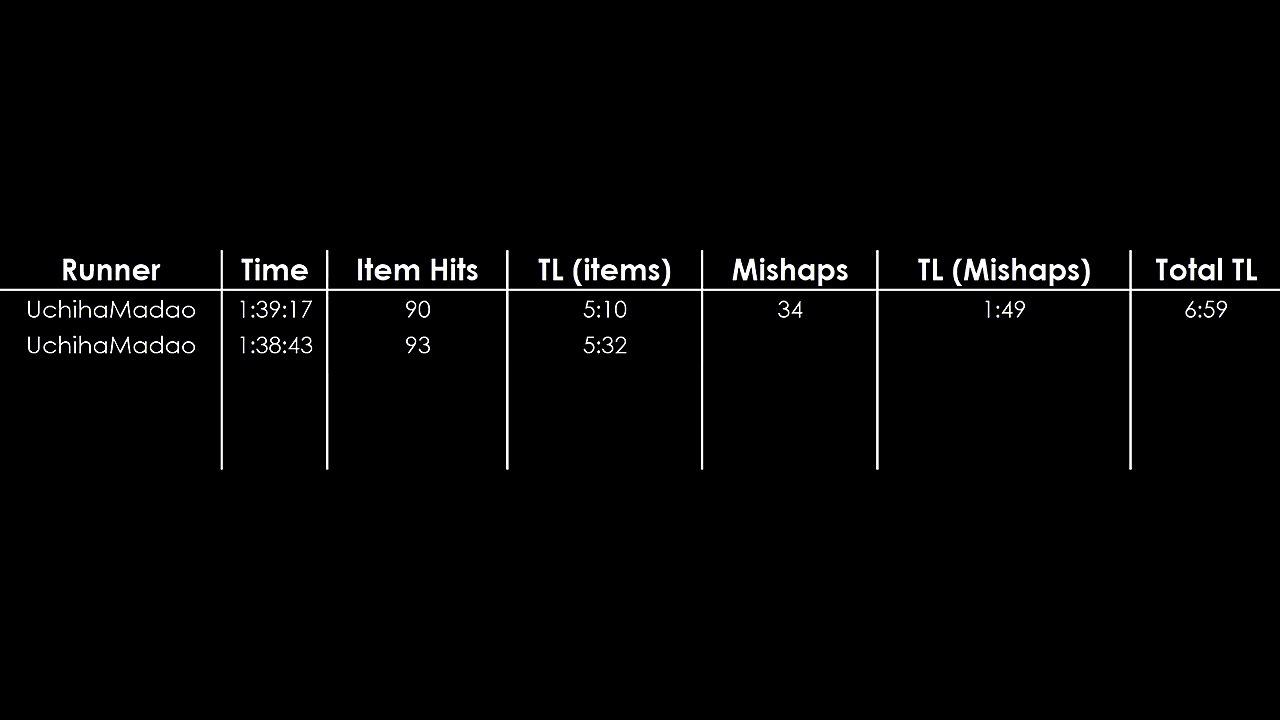 Runner Time Item Hits TL (items) Mishaps TL (Mishaps) Total TL
UchihaMadao 1:39:17 90 5:10 34 1:49 6:59
UchihaMadao 1:38:43 93 5:32